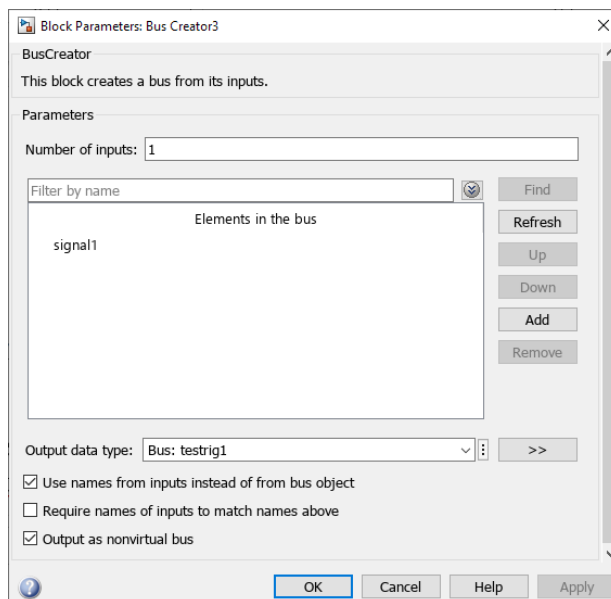 Block Parameters: Bus Creator3
BusCreator
This block creates a bus from its inputs.
Parameters
Number of inputs: 1
Filter by name
Find
Elements in the bus
Refresh
signal1
Up
Down
Add
Remove
Output data type: Bus: testrig1 >>
Use names from inputs instead of from bus object
Require names of inputs to match names above
Output as nonvirtual bus
OK Cancel Help Apply